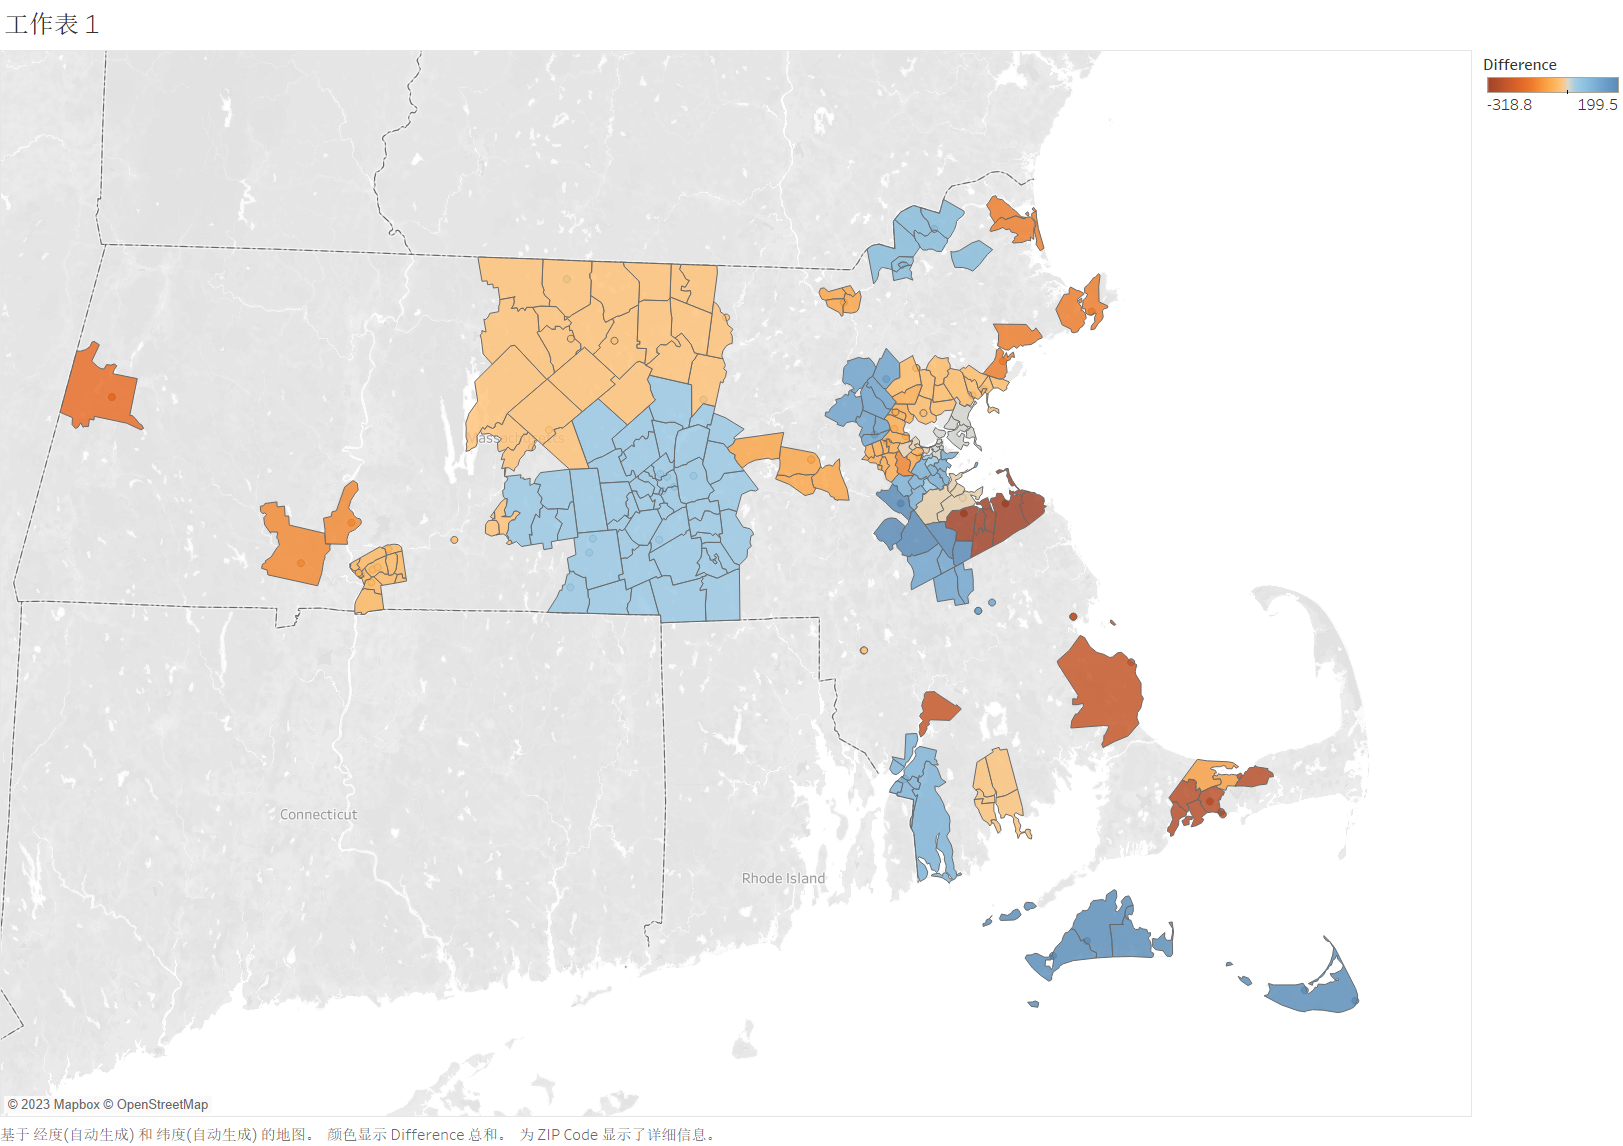 工作表 1
Difference
-318.8 199.5
Massachusetts
Connecticut
Rhode Island
© 2023 Mapbox © OpenStreetMap
基于 经度(自动生成) 和 纬度(自动生成) 的地图。 颜色显示 Difference 总和。 为 ZIP Code 显示了详细信息。